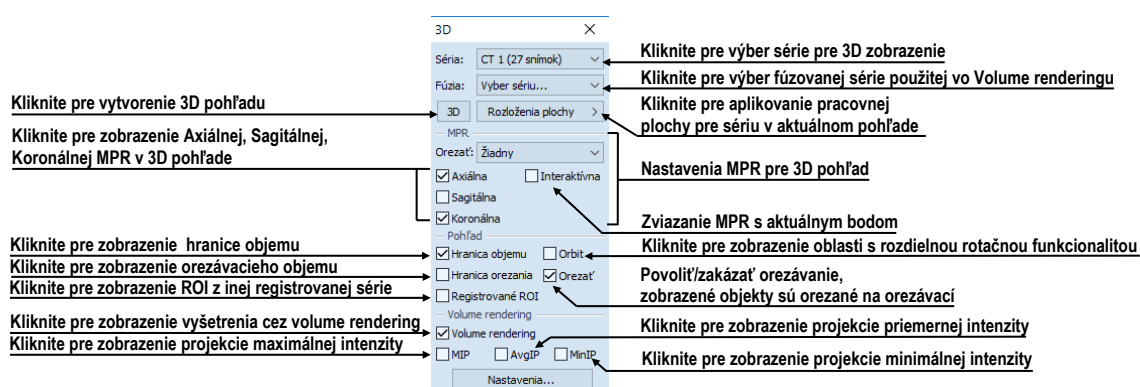 3D
Séria: CT 1 (27 snímok)
Fúzia: Vyber sériu...
3D Rozloženia plochy
MPR
Orezať: Žiadny
Axiálna Interaktívna
Sagitálna
Koronálna
Pohľad
Hranica objemu Orbit
Hranica orezania Orezať
Registrované ROI
Volume rendering
Volume rendering
MIP AvgIP MinIP
Nastavenia...
Kliknite pre vytvorenie 3D pohľadu
Kliknite pre zobrazenie Axiálnej, Sagitálnej,
Koronálnej MPR v 3D pohľade
Kliknite pre zobrazenie hranice objemu
Kliknite pre zobrazenie orezávacieho objemu
Kliknite pre zobrazenie ROI z inej registrovanej série
Kliknite pre zobrazenie vyšetrenia cez volume rendering
Kliknite pre zobrazenie projekcie maximálnej intenzity
Kliknite pre výber série pre 3D zobrazenie
Kliknite pre výber fúzovanej série použitej vo Volume renderingu
Kliknite pre aplikovanie pracovnej
plochy pre sériu v aktuálnom pohľade
Nastavenia MPR pre 3D pohľad
Zviazanie MPR s aktuálnym bodom
Kliknite pre zobrazenie oblasti s rozdielnou rotačnou funkcionalitou
Povoliť/zakázať orezávanie,
zobrazené objekty sú orezané na orezávací
Kliknite pre zobrazenie projekcie priemernej intenzity
Kliknite pre zobrazenie projekcie minimálnej intenzity